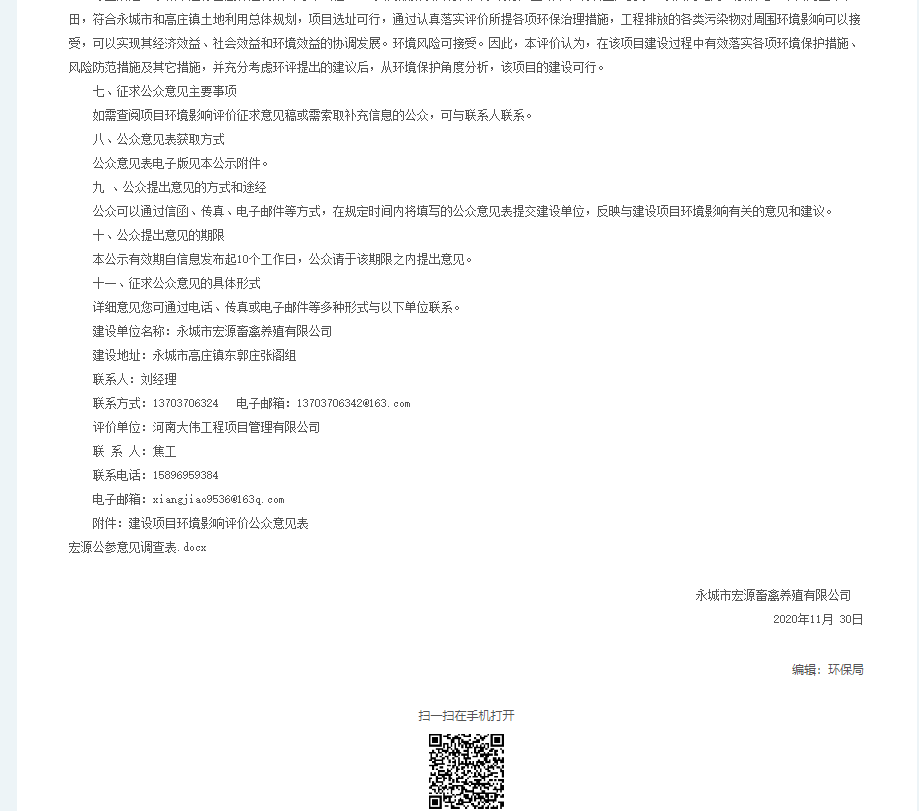 田，符合永城市和高庄镇土地利用总体规划，项目选址可行，通过认真落实评价所提各项环保治理措施，工程排放的各类污染物对周围环境影响可以接
受，可以实现其经济效益、社会效益和环境效益的协调发展。环境风险可接受。因此，本评价认为，在该项目建设过程中有效落实各项环境保护措施、
风险防范措施及其它措施，并充分考虑环评提出的建议后，从环境保护角度分析，该项目的建设可行。
七、征求公众意见主要事项
如需查阅项目环境影响评价征求意见稿或需索取补充信息的公众，可与联系人联系。
八、公众意见表获取方式
公众意见表电子版见本公示附件。
九 、公众提出意见的方式和途经
公众可以通过信函、传真、电子邮件等方式，在规定时间内将填写的公众意见表提交建设单位，反映与建设项目环境影响有关的意见和建议。
十、公众提出意见的期限
本公示有效期自信息发布起10个工作日，公众请于该期限之内提出意见。
十一、征求公众意见的具体形式
详细意见您可通过电话、传真或电子邮件等多种形式与以下单位联系。
建设单位名称：永城市宏源畜禽养殖有限公司
建设地址：永城市高庄镇东郭庄张阁组
联系人：刘经理
联系方式：13703706324 电子邮箱：13703706342@163.com
评价单位：河南大伟工程项目管理有限公司
联 系 人：焦工
联系电话：15896959384
电子邮箱：xiangjiao9536@163q.com
附件：建设项目环境影响评价公众意见表
宏源公参意见调查表.docx
永城市宏源畜禽养殖有限公司
2020年11月 30日
编辑：环保局
扫一扫在手机打开